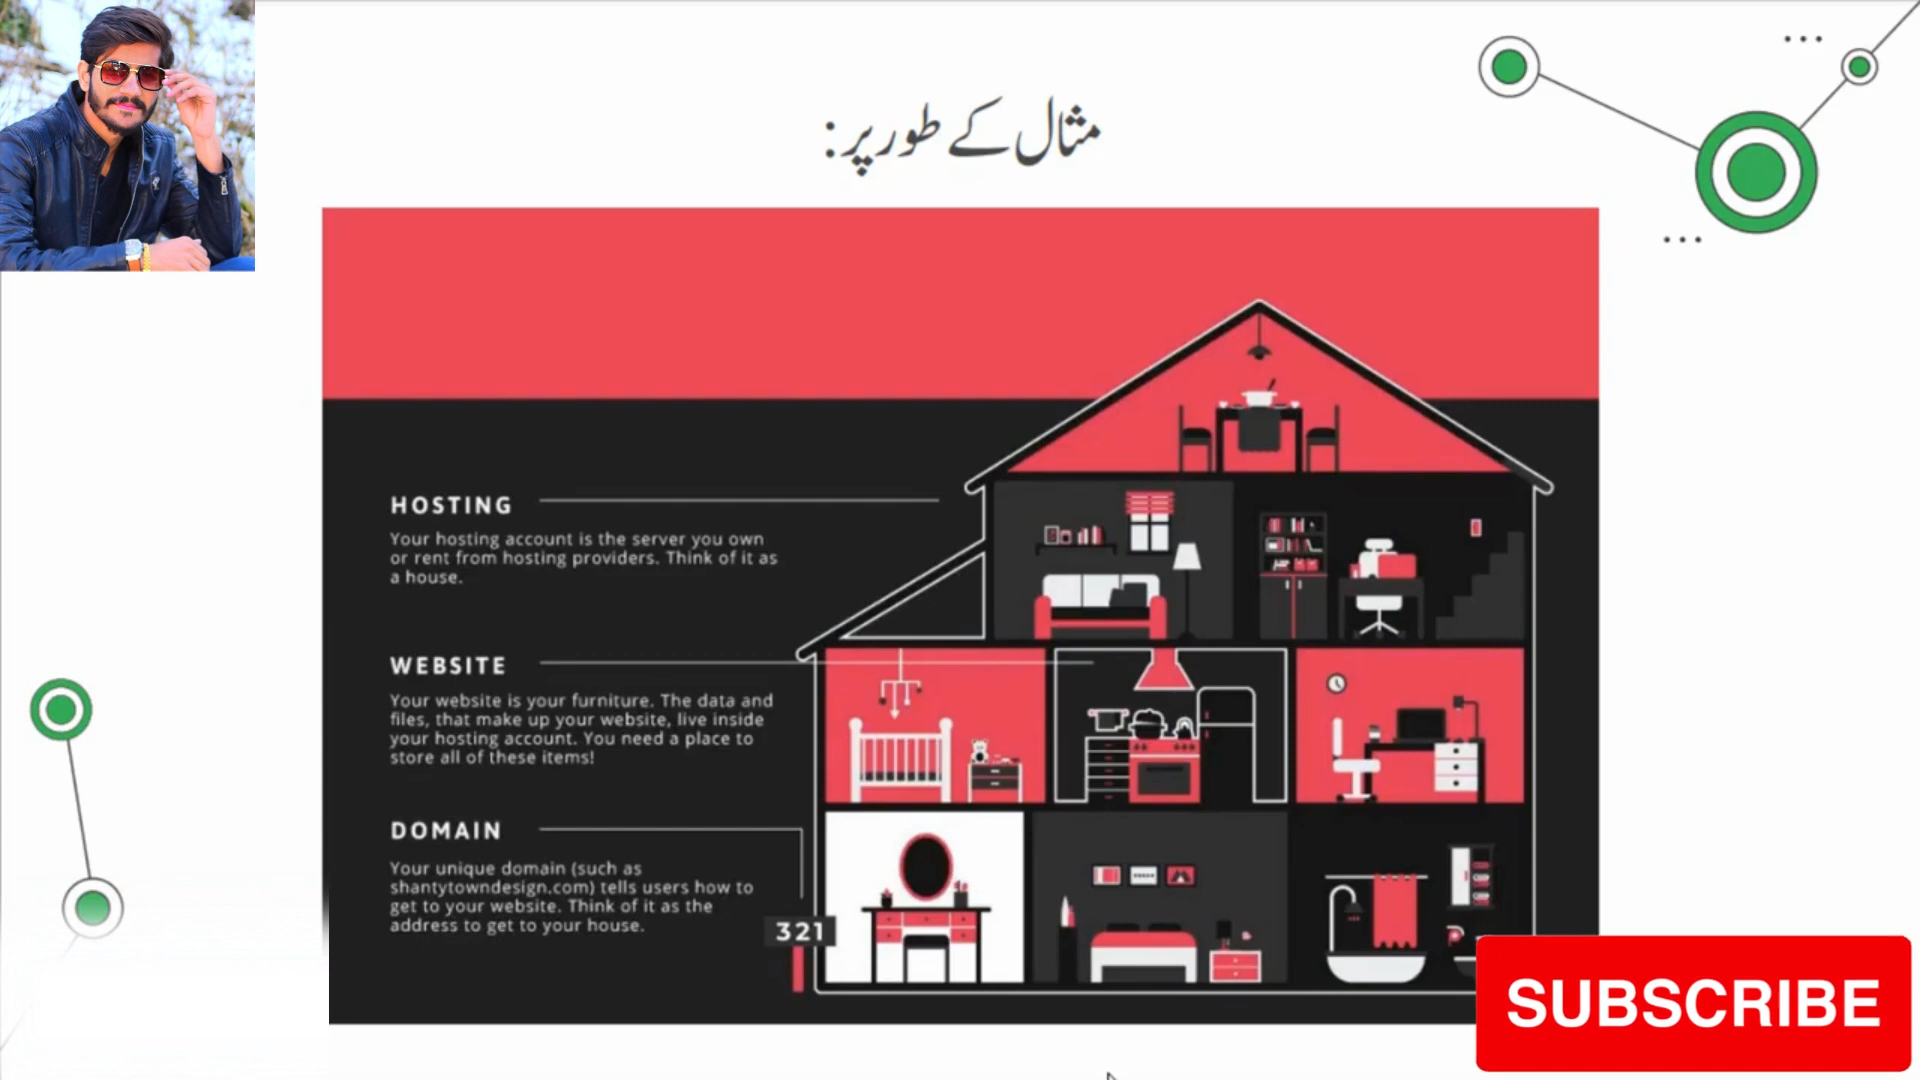 مثال کے طور پر:
HOSTING
Your hosting account is the server you own
or rent from hosting providers. Think of it as
a house.
WEBSITE
Your website is your furniture. The data and
files, that make up your website, live inside
your hosting account. You need a place to
store all of these items!
DOMAIN
Your unique domain (such as
shantytowndesign.com) tells users how to
get to your website. Think of it as the
address to get to your house.
321
SUBSCRIBE